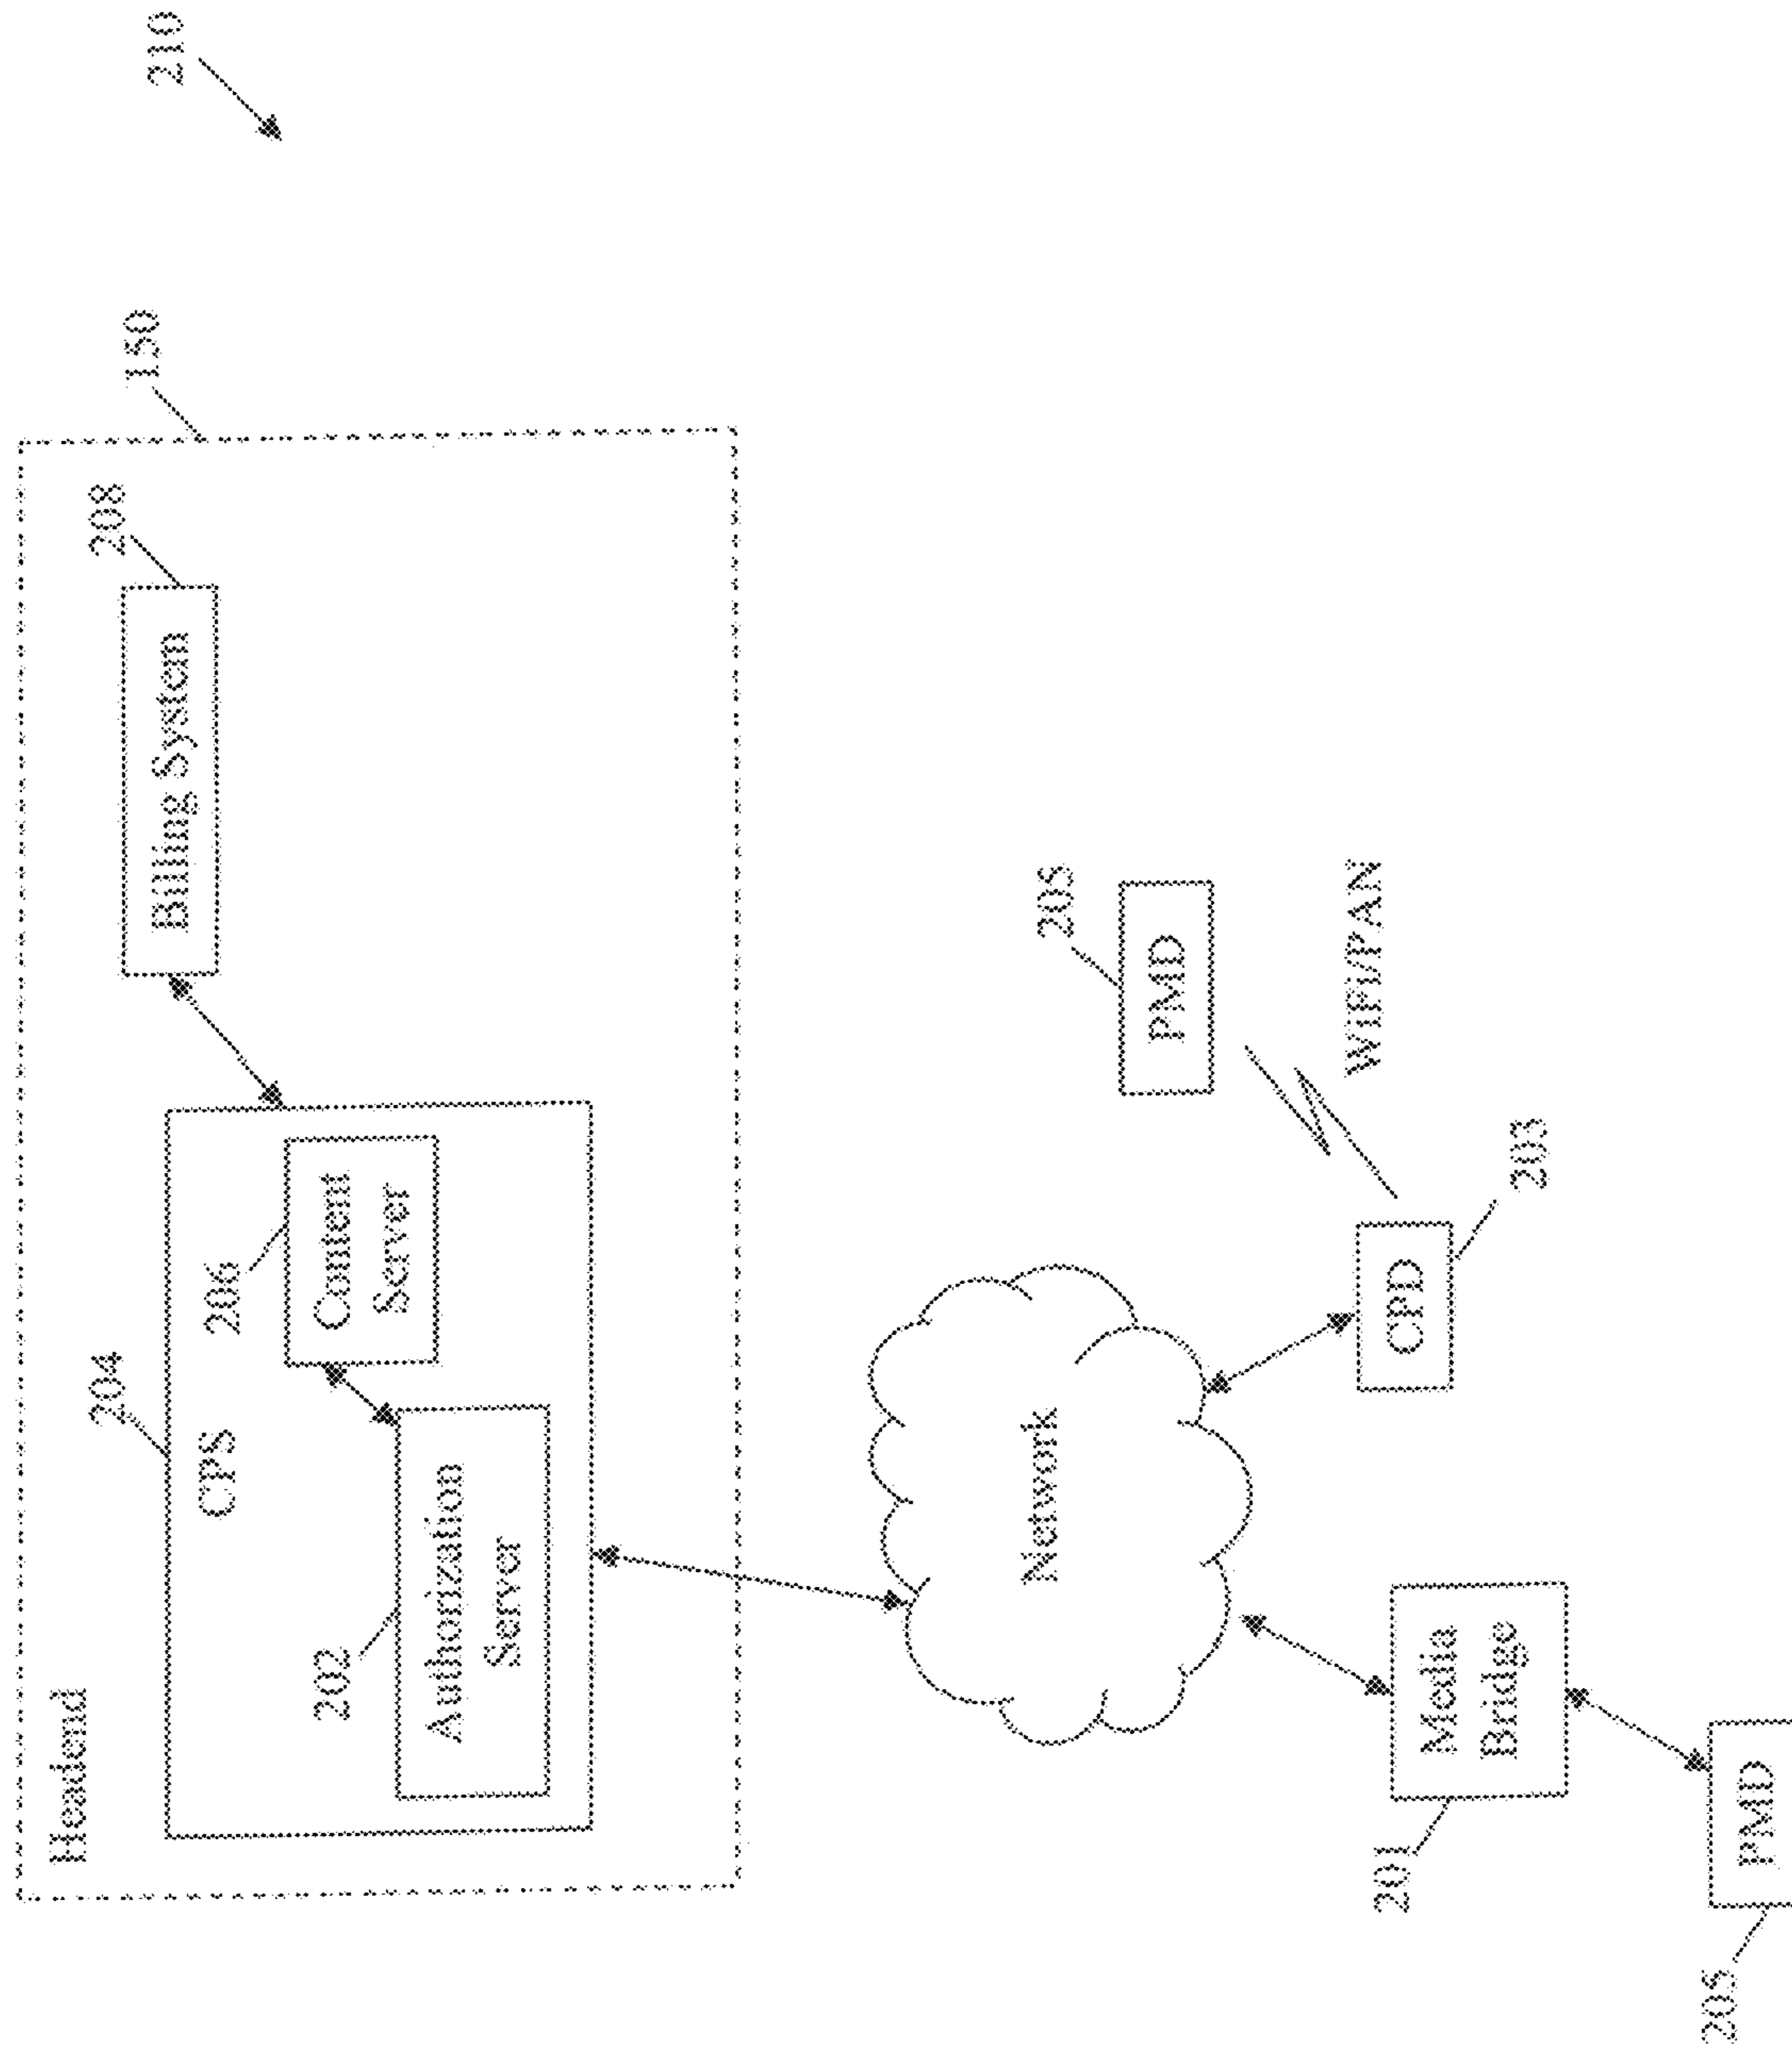 210
150
Headend
204
CPS
206
Content
Server
202
Authorization
Server
208
Billing System
Network
205
PMD
WiFi/PAN
CPD
203
201
Media
Bridge
205
PMD